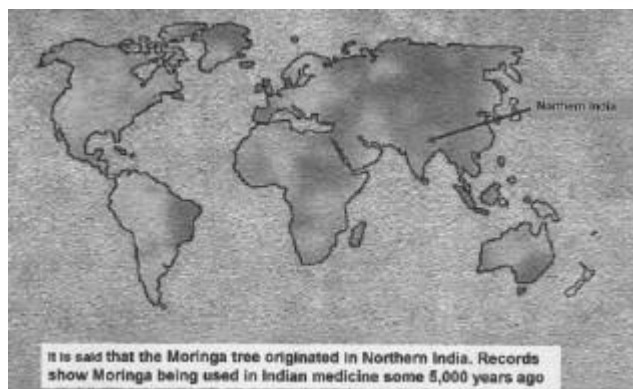 Northern India
It is said that the Moringa tree originated in Northern India. Records
show Moringa being used in Indian medicine some 5,000 years ago